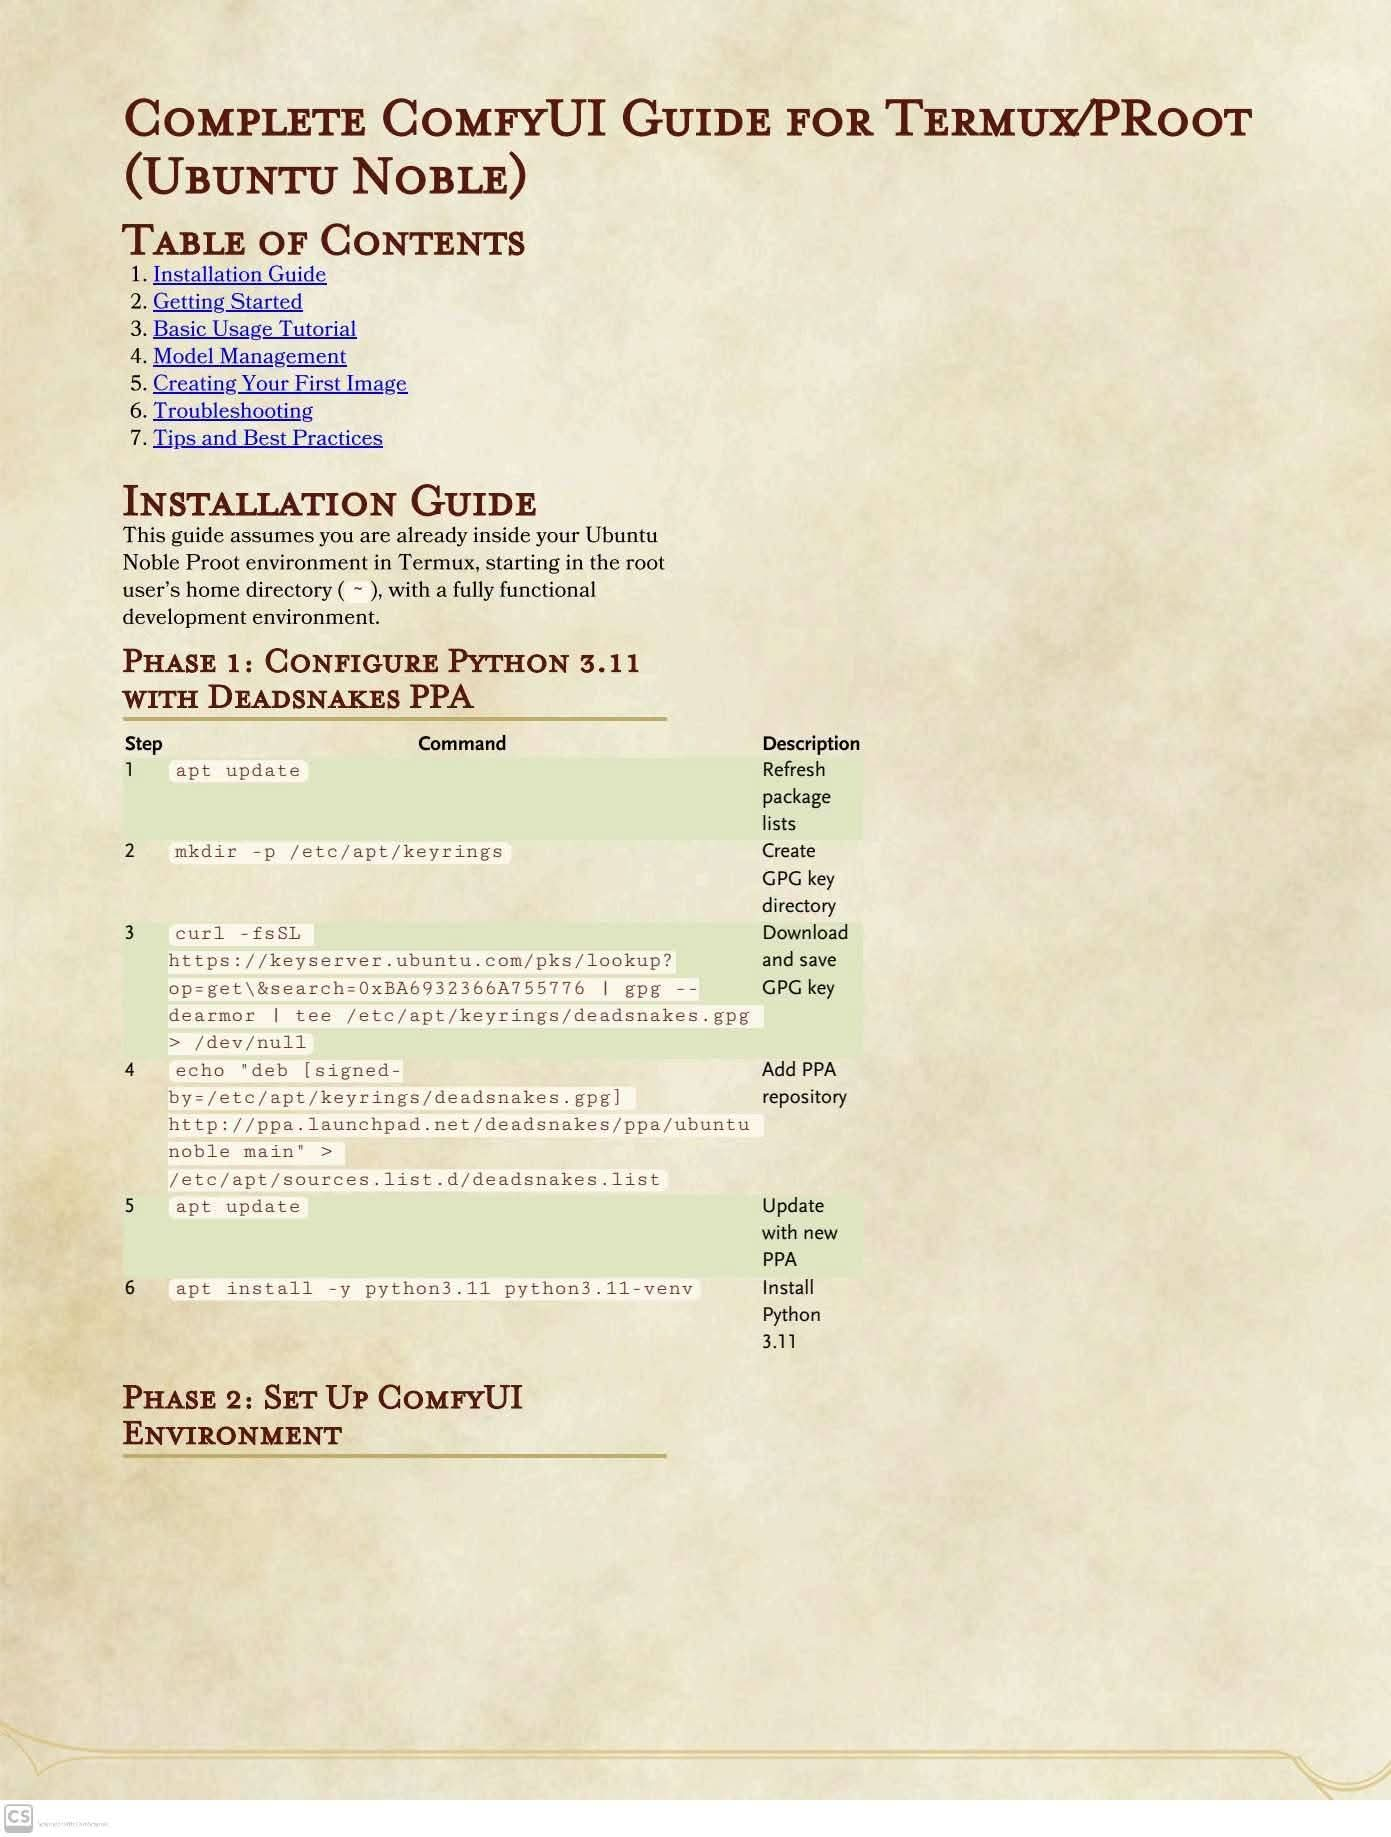 Complete ComfyUI Guide for Termux/PRoot
(Ubuntu Noble)
Table of Contents
1. Installation Guide
2. Getting Started
3. Basic Usage Tutorial
4. Model Management
5. Creating Your First Image
6. Troubleshooting
7. Tips and Best Practices
Installation Guide
This guide assumes you are already inside your Ubuntu
Noble Proot environment in Termux, starting in the root
user’s home directory ( ~ ), with a fully functional
development environment.
Phase 1: Configure Python 3.11
with Deadsnakes PPA
Step Command Description
1 apt update Refresh
package
lists
2 mkdir -p /etc/apt/keyrings Create
GPG key
directory
3 curl -fsSL Download
https://keyserver.ubuntu.com/pks/lookup? and save
op=get\&search=0xBA6932366A755776 | gpg -- GPG key
dearmor | tee /etc/apt/keyrings/deadsnakes.gpg
> /dev/null
4 echo "deb [signed- Add PPA
by=/etc/apt/keyrings/deadsnakes.gpg] repository
http://ppa.launchpad.net/deadsnakes/ppa/ubuntu
noble main" >
/etc/apt/sources.list.d/deadsnakes.list
5 apt update Update
with new
PPA
6 apt install -y python3.11 python3.11-venv Install
Python
3.11
Phase 2: Set Up ComfyUI
Environment
CS